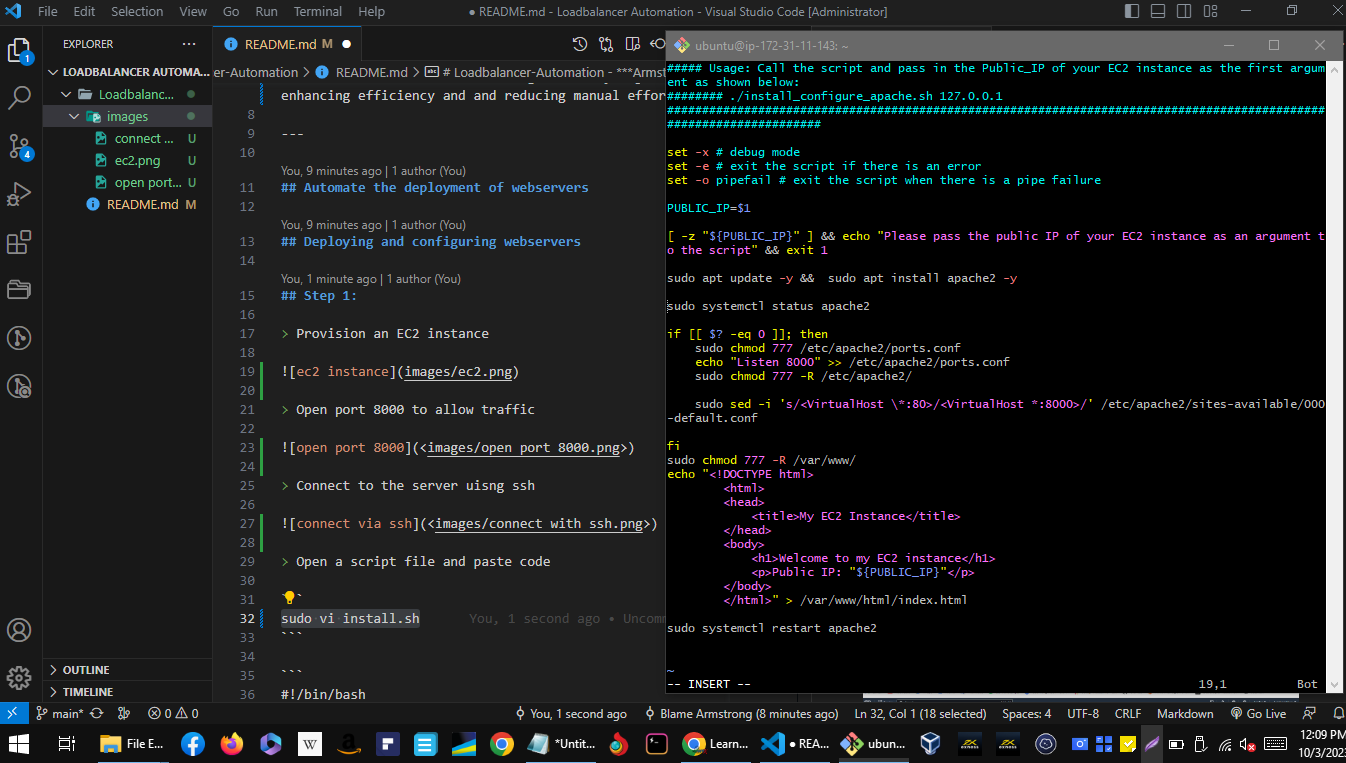 File Edit Selection View Go Run Terminal Help
● README.md - Loadbalancer Automation - Visual Studio Code [Administrator]
EXPLORER
LOADBALANCER AUTOMA...
Loadbalanc...
images
connect ... U
ec2.png U
open port... U
README.md M
OUTLINE
TIMELINE
README.md M
er-Automation > README.md > # Loadbalancer-Automation - ***Armst
enhancing efficiency and and reducing manual effor
8
9 ---
10
You, 9 minutes ago | 1 author (You)
11 ## Automate the deployment of webservers
12
You, 9 minutes ago | 1 author (You)
13 ## Deploying and configuring webservers
14
You, 1 minute ago | 1 author (You)
15 ## Step 1:
16
17 > Provision an EC2 instance
18
19 ![ec2 instance](images/ec2.png)
20
21 > Open port 8000 to allow traffic
22
23 ![open port 8000](<images/open port 8000.png>)
24
25 > Connect to the server uisng ssh
26
27 ![connect via ssh](<images/connect with ssh.png>)
28
29 > Open a script file and paste code
30
31 `
32 sudo vi install.sh You, 1 second ago • Uncomm
33 ```
34
35 ```
36 #!/bin/bash
ubuntu@ip-172-31-11-143: ~
##### Usage: Call the script and pass in the Public_IP of your EC2 instance as the first argum
ent as shown below:
######## ./install_configure_apache.sh 127.0.0.1
##############################################################################################
######################
set -x # debug mode
set -e # exit the script if there is an error
set -o pipefail # exit the script when there is a pipe failure
PUBLIC_IP=$1
[ -z "${PUBLIC_IP}" ] && echo "Please pass the public IP of your EC2 instance as an argument t
o the script" && exit 1
sudo apt update -y && sudo apt install apache2 -y
sudo systemctl status apache2
if [[ $? -eq 0 ]]; then
sudo chmod 777 /etc/apache2/ports.conf
echo "Listen 8000" >> /etc/apache2/ports.conf
sudo chmod 777 -R /etc/apache2/
sudo sed -i 's/<VirtualHost \*:80>/<VirtualHost *:8000>/' /etc/apache2/sites-available/000
-default.conf
fi
sudo chmod 777 -R /var/www/
echo "<!DOCTYPE html>
<html>
<head>
<title>My EC2 Instance</title>
</head>
<body>
<h1>Welcome to my EC2 instance</h1>
<p>Public IP: "${PUBLIC_IP}"</p>
</body>
</html>" > /var/www/html/index.html
sudo systemctl restart apache2
~
-- INSERT -- 19,1 Bot
main* 0 0 You, 1 second ago Blame Armstrong (8 minutes ago) Ln 32, Col 1 (18 selected) Spaces: 4 UTF-8 CRLF Markdown Go Live
File E... *Untit... Learn... ● REA... ubun...
12:09 PM
10/3/202